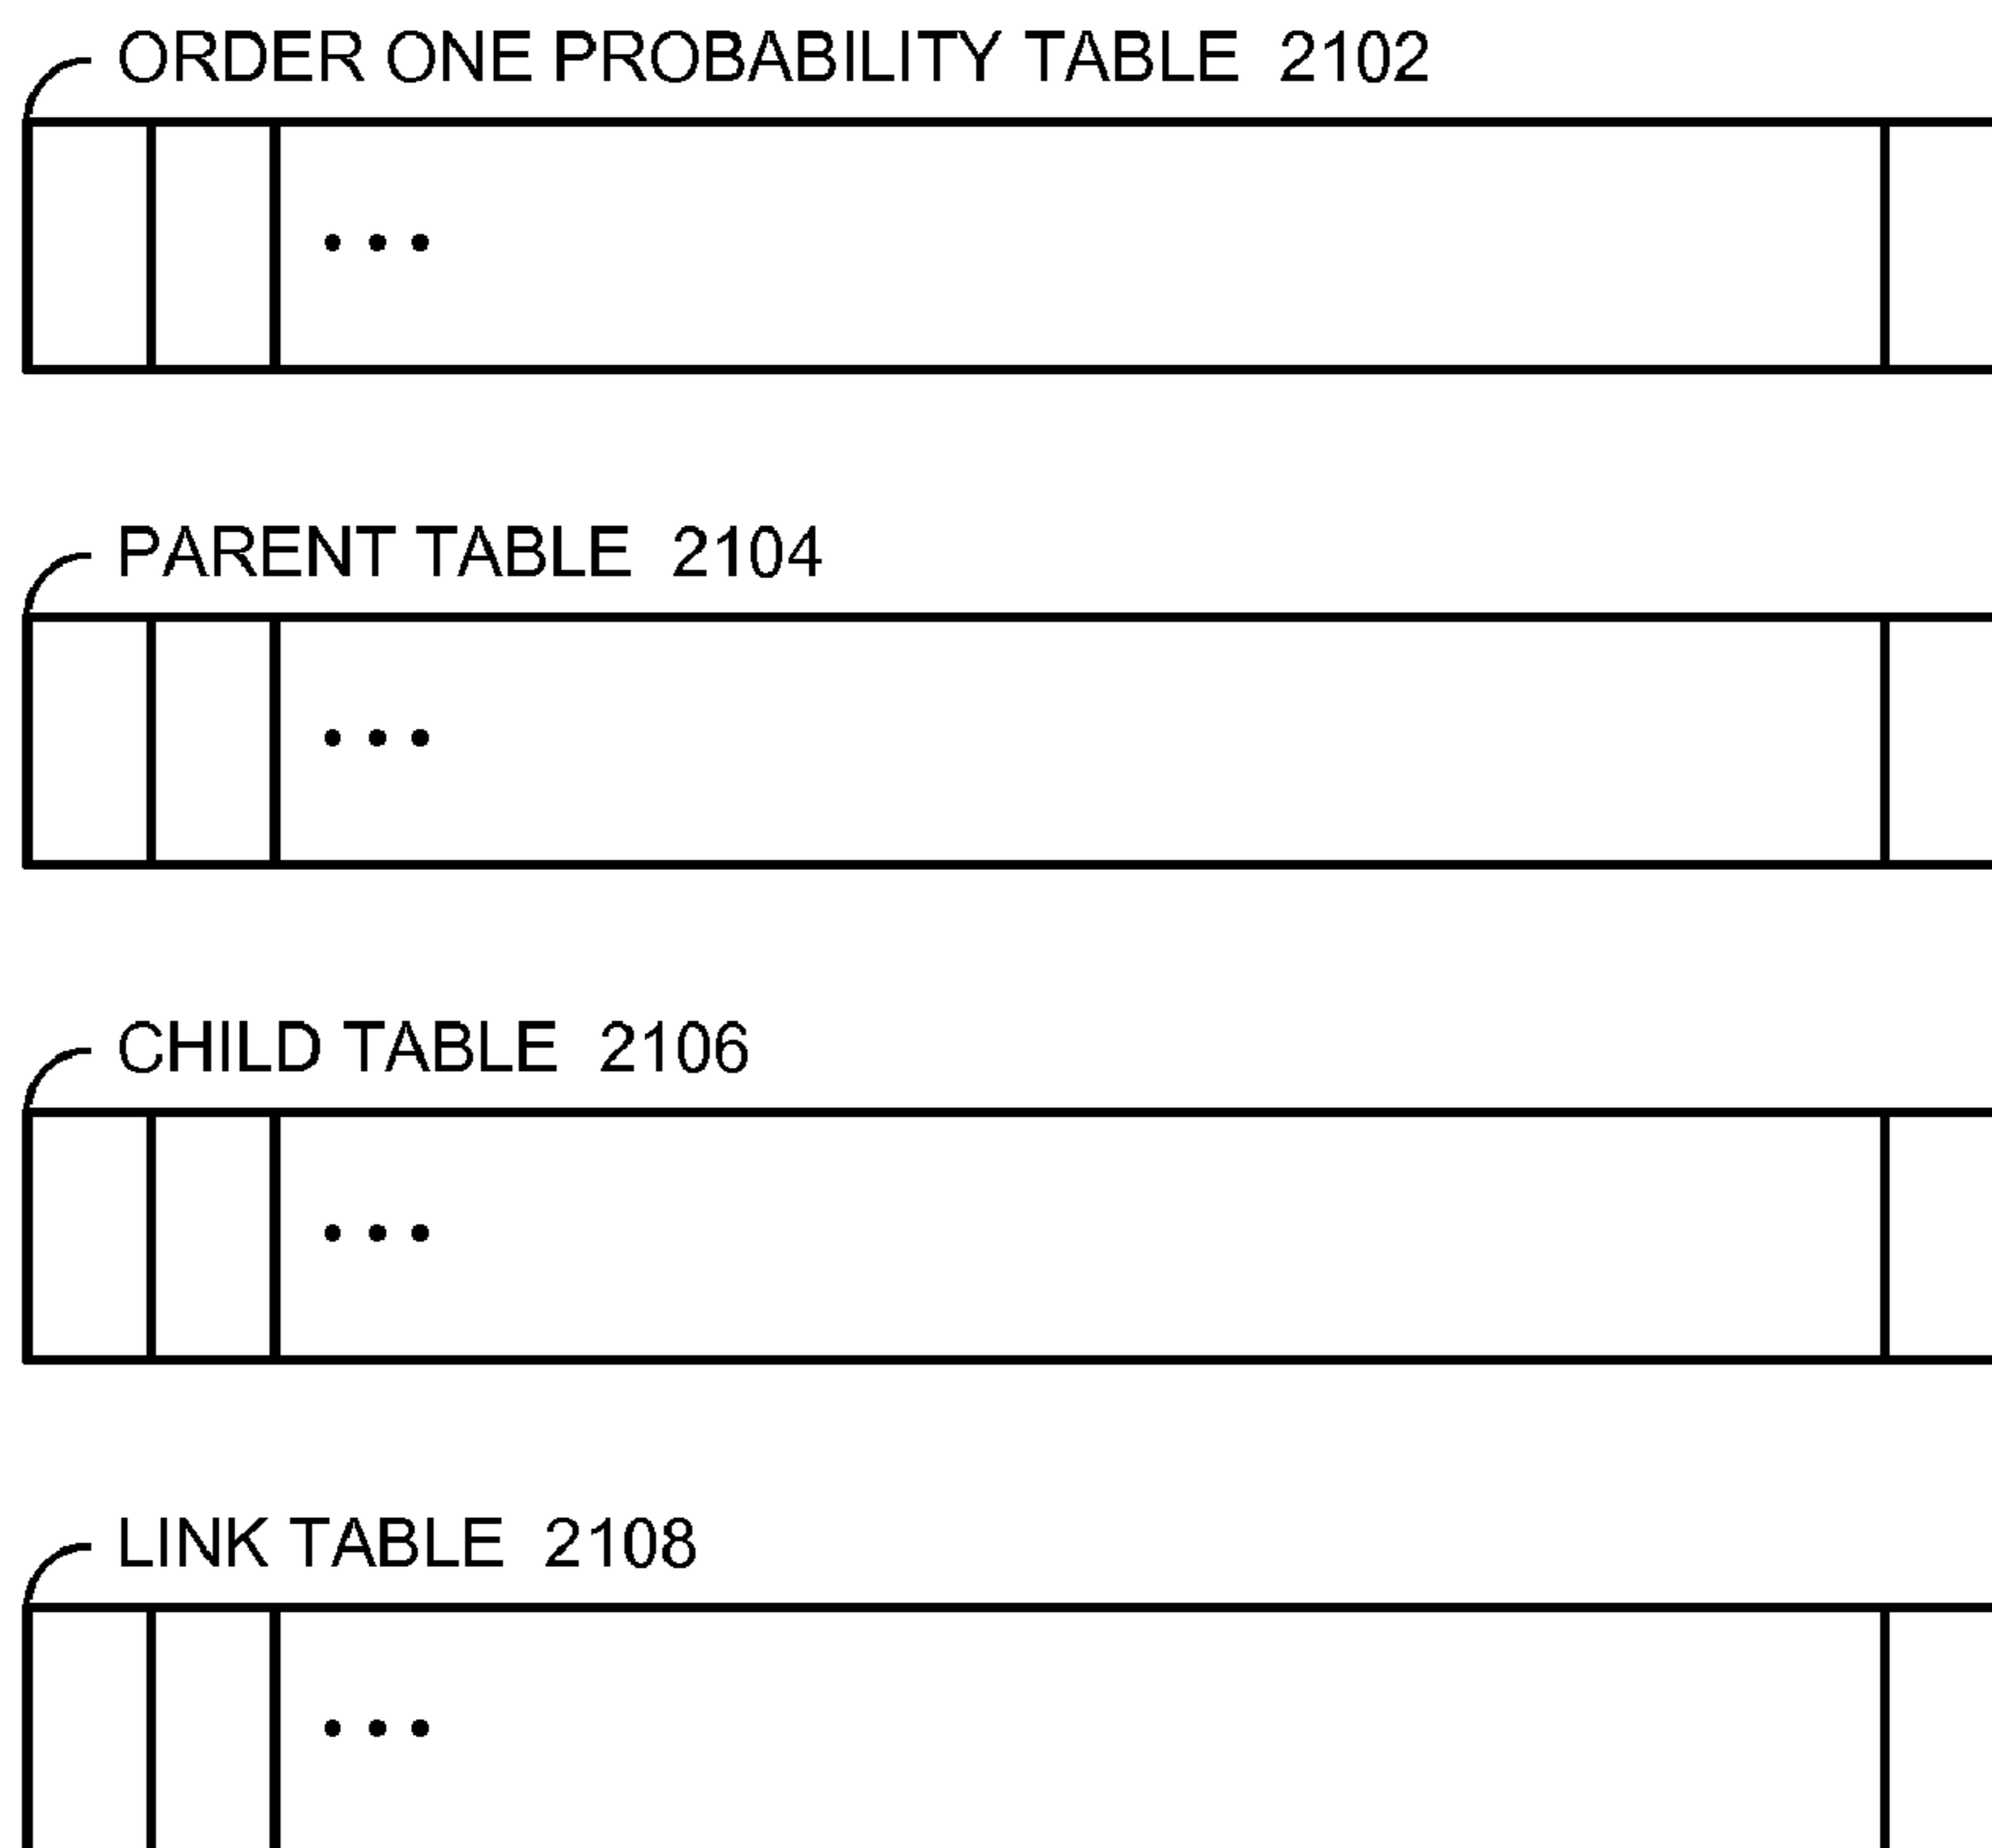 ORDER ONE PROBABILITY TABLE 2102
...
PARENT TABLE 2104
...
CHILD TABLE 2106
...
LINK TABLE 2108
...